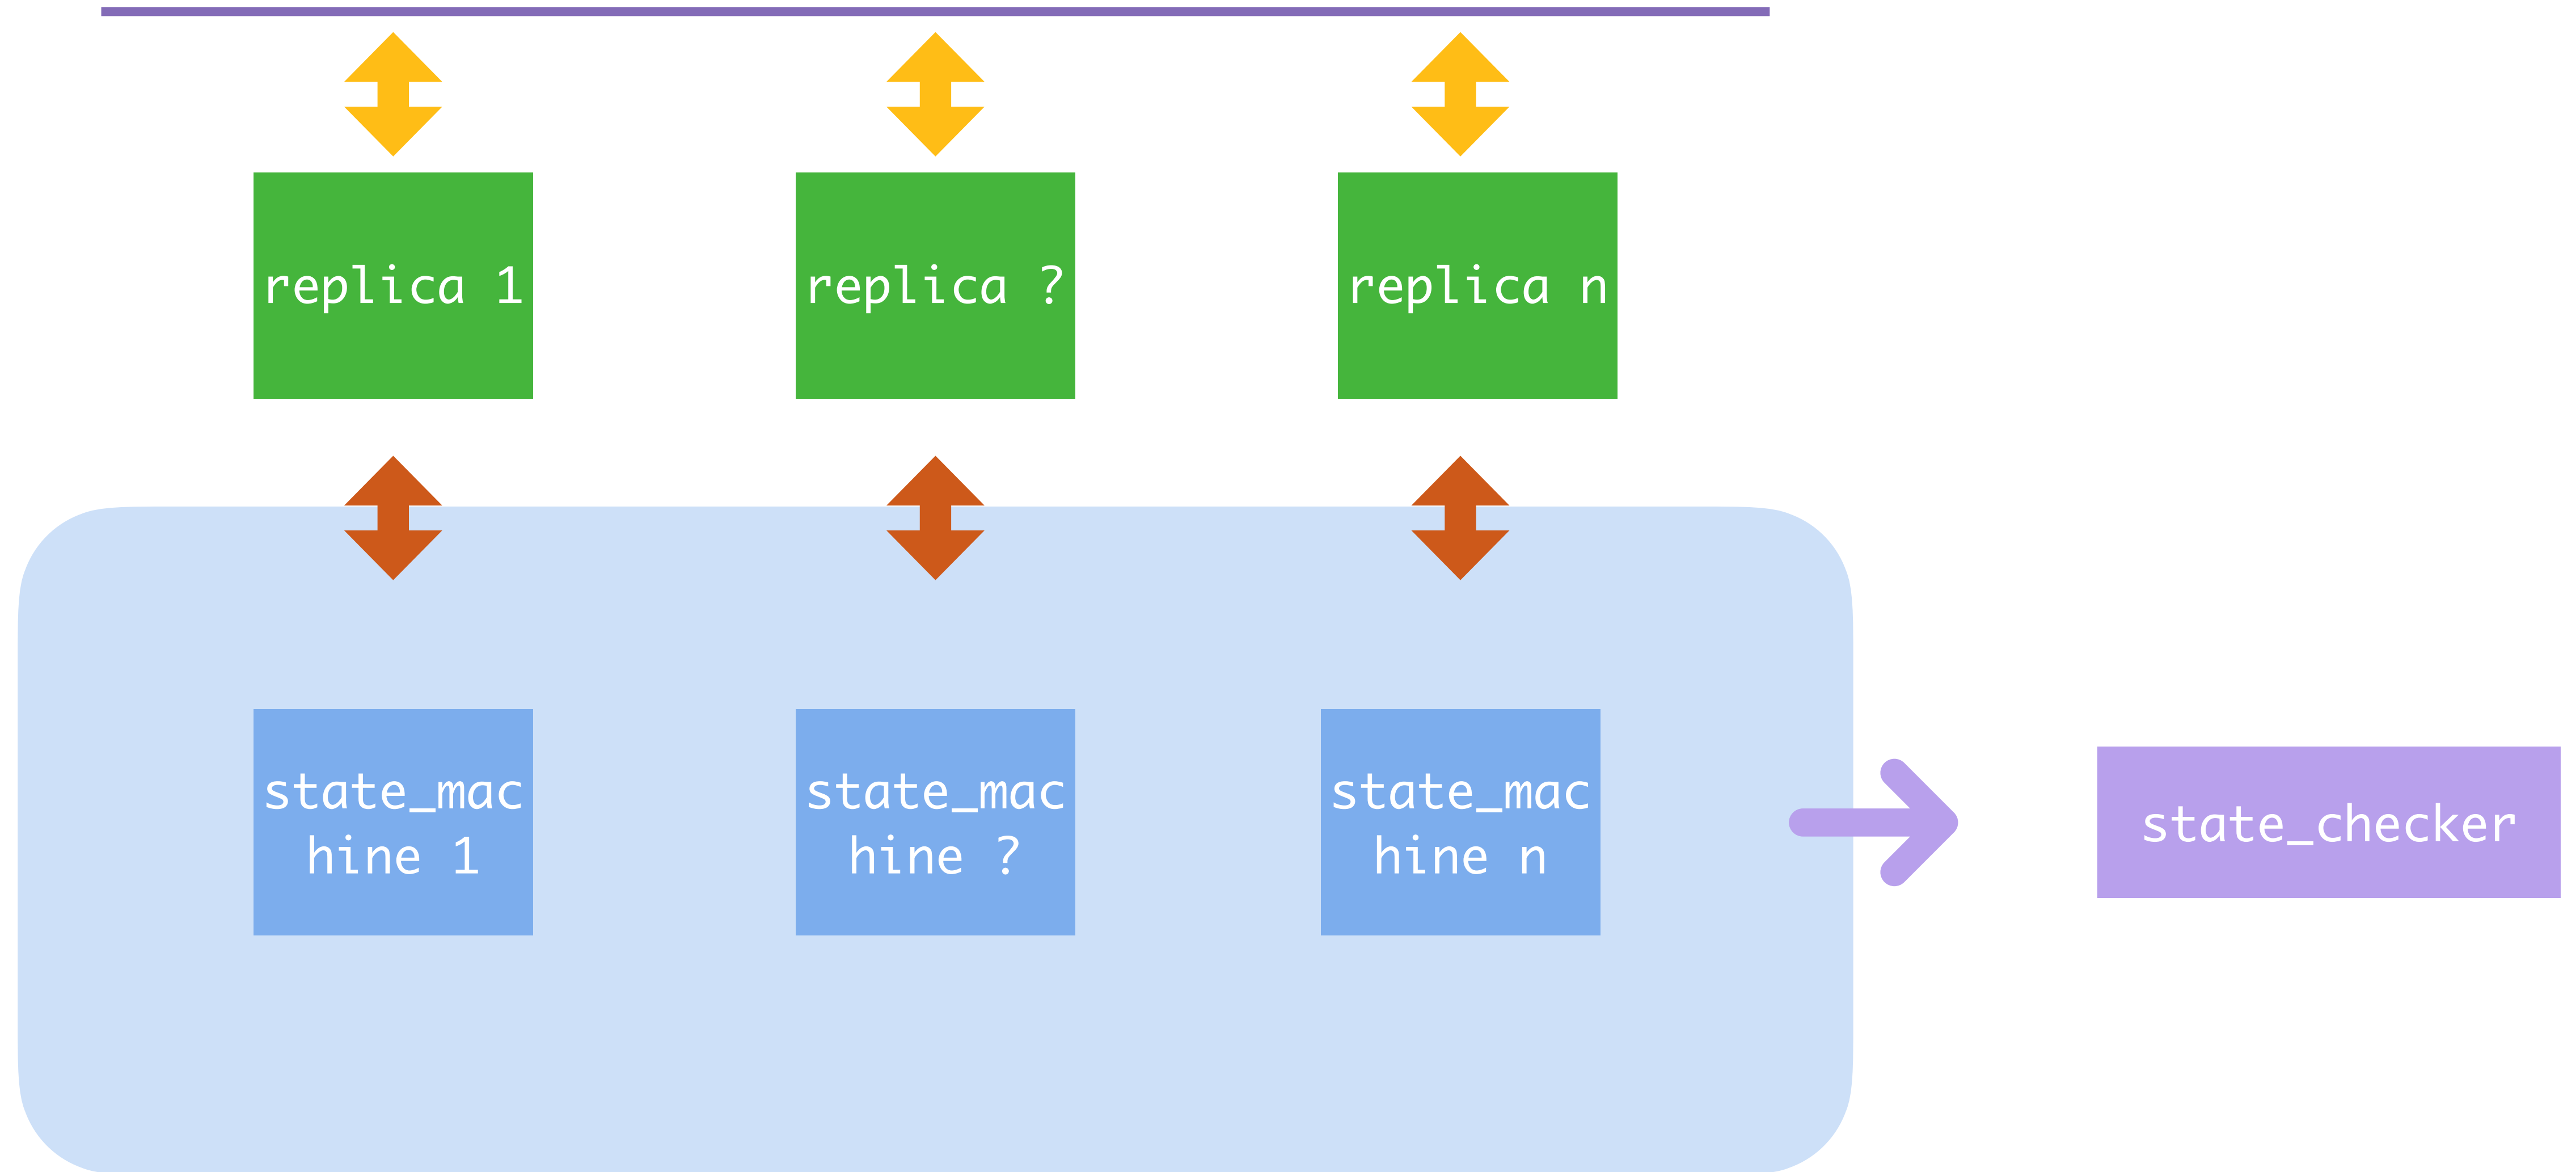 replica 1
replica ?
replica n
state_mac
hine 1
state_mac
hine ?
state_mac
hine n
state_checker